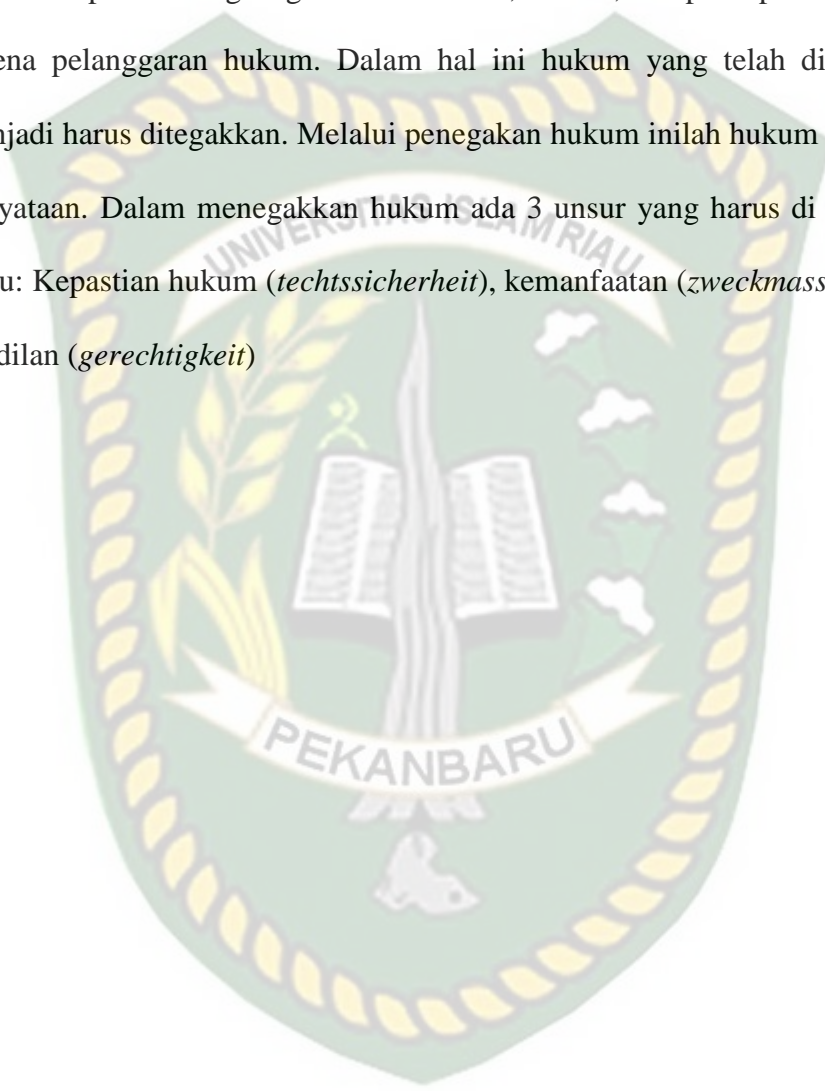 ena pelanggaran hukum. Dalam hal ini hukum yang telah di
njadi harus ditegakkan. Melalui penegakan hukum inilah hukum
yataan. Dalam menegakkan hukum ada 3 unsur yang harus di
u: Kepastian hukum (techtssicherheit), kemanfaatan (zweckmass
dilan (gerechtigkeit)
UNIVERSITAS ISLAM RIAU
PEKANBARU